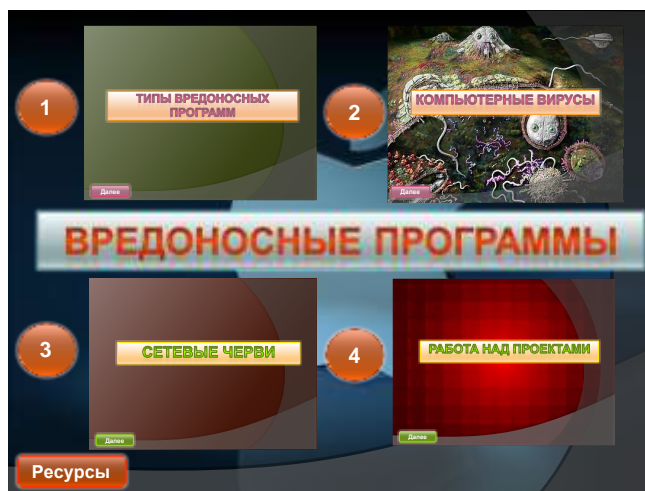 1
ТИПЫ ВРЕДОНОСНЫХ
ПРОГРАММ
Далее
2
КОМПЬЮТЕРНЫЕ ВИРУСЫ
Далее
ВРЕДОНОСНЫЕ ПРОГРАММЫ
3
СЕТЕВЫЕ ЧЕРВИ
Далее
4
РАБОТА НАД ПРОЕКТАМИ
Далее
Ресурсы